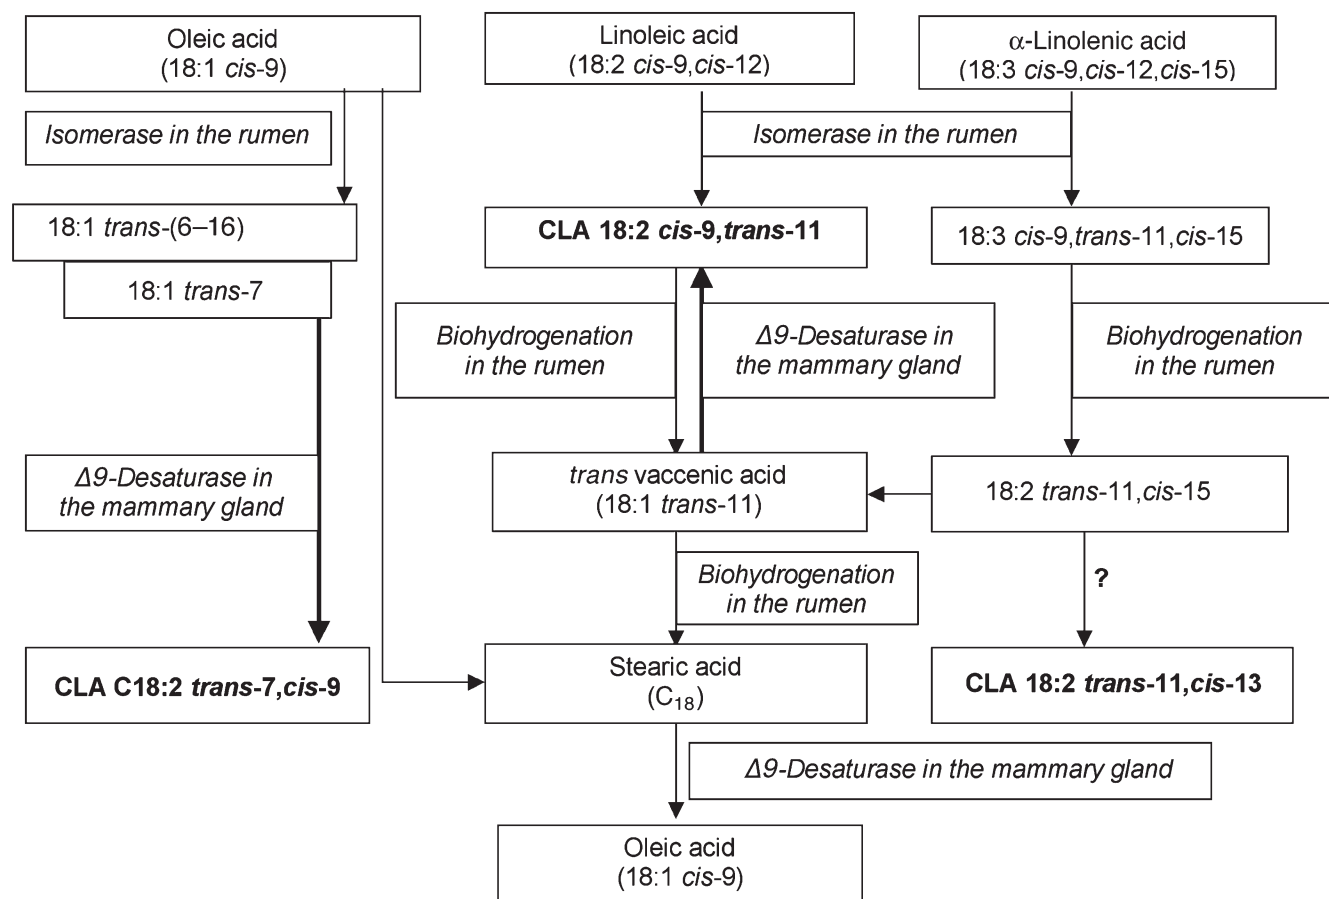 Oleic acid
(18:1 cis-9)
Linoleic acid
(18:2 cis-9,cis-12)
α-Linolenic acid
(18:3 cis-9,cis-12,cis-15)
Isomerase in the rumen
Isomerase in the rumen
18:1 trans-(6–16)
18:1 trans-7
CLA 18:2 cis-9,trans-11
18:3 cis-9,trans-11,cis-15
Biohydrogenation
in the rumen
Δ9-Desaturase in
the mammary gland
Biohydrogenation
in the rumen
Δ9-Desaturase in
the mammary gland
trans vaccenic acid
(18:1 trans-11)
18:2 trans-11,cis-15
Biohydrogenation
in the rumen
?
CLA C18:2 trans-7,cis-9
Stearic acid
(C₁₈)
CLA 18:2 trans-11,cis-13
Δ9-Desaturase in the mammary gland
Oleic acid
(18:1 cis-9)